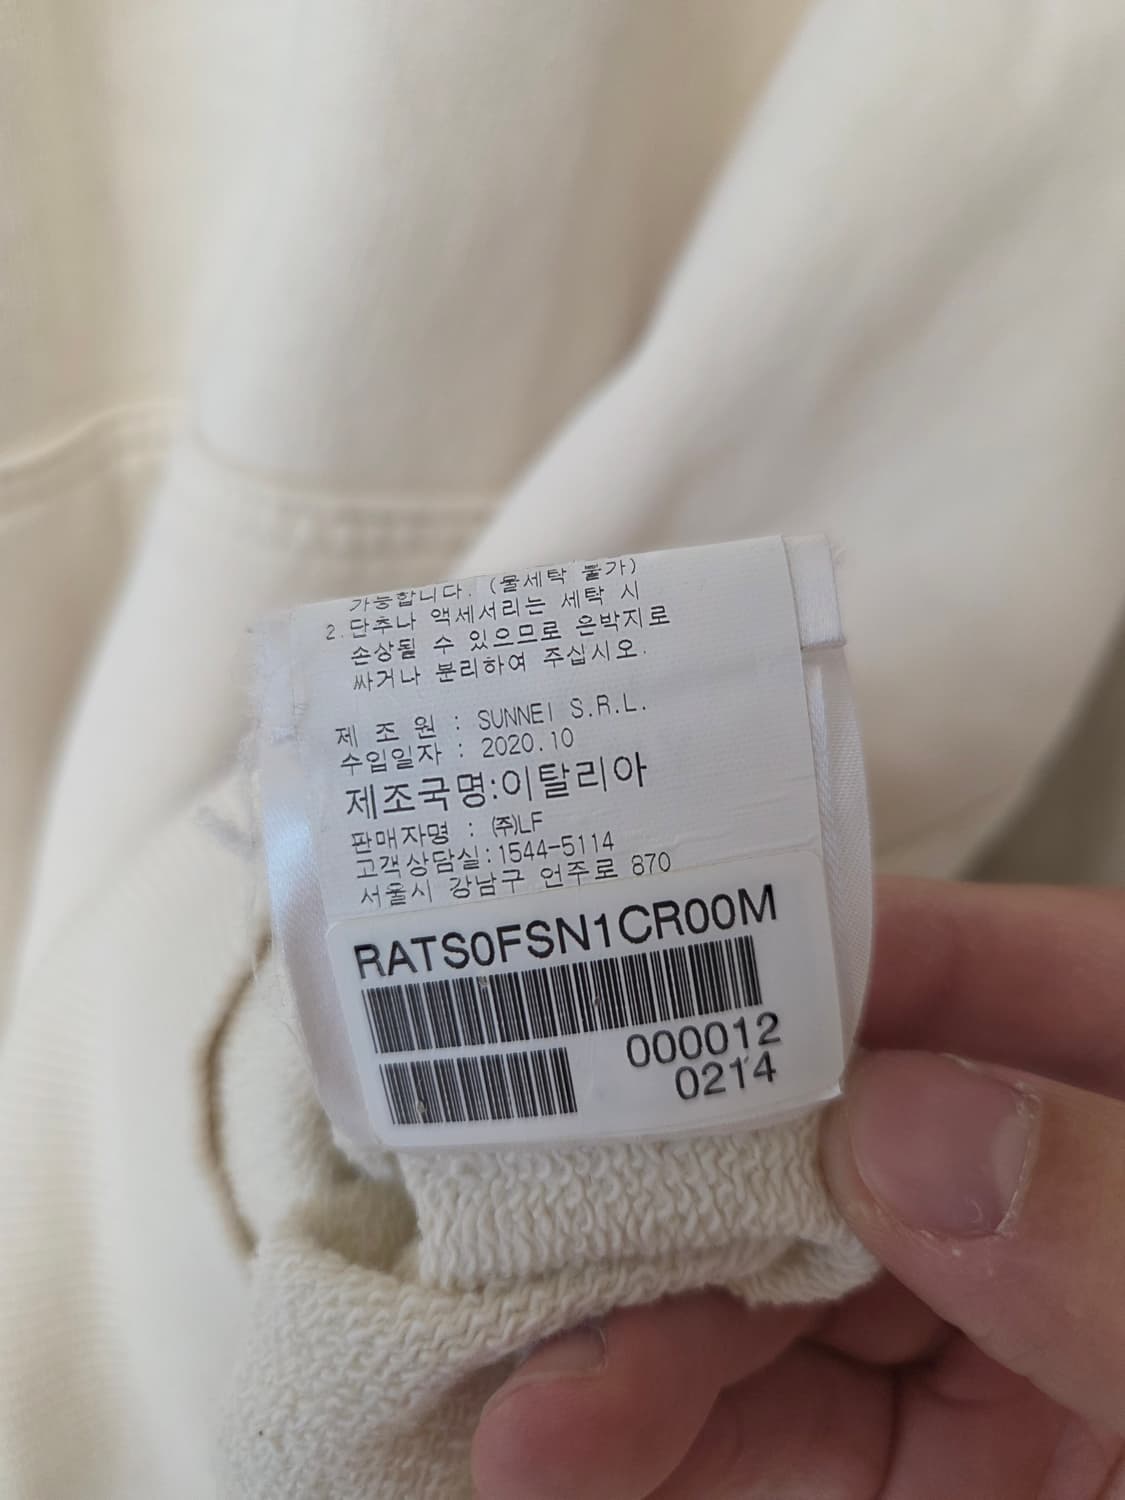 가능합니다. (물세탁 불가)
2.단추나 액세서리는 세탁 시
손상될 수 있으므로 은박지로
싸거나 분리하여 주십시오.
제 조 원 : SUNNEI S.R.L.
수입일자 : 2020.10
제조국명:이탈리아
판매자명 : ㈜LF
고객상담실:1544-5114
서울시 강남구 언주로 870
RATS0FSN1CR00M
000012
0214